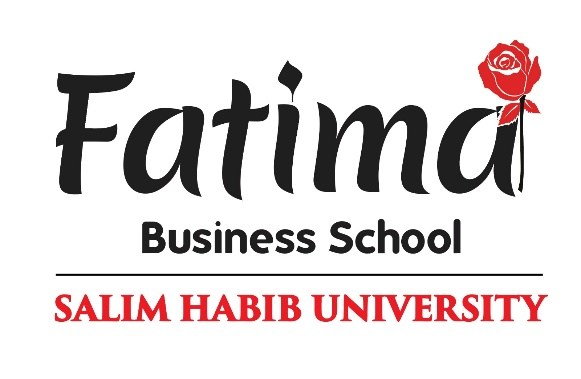 Fatima
Business School
SALIM HABIB UNIVERSITY